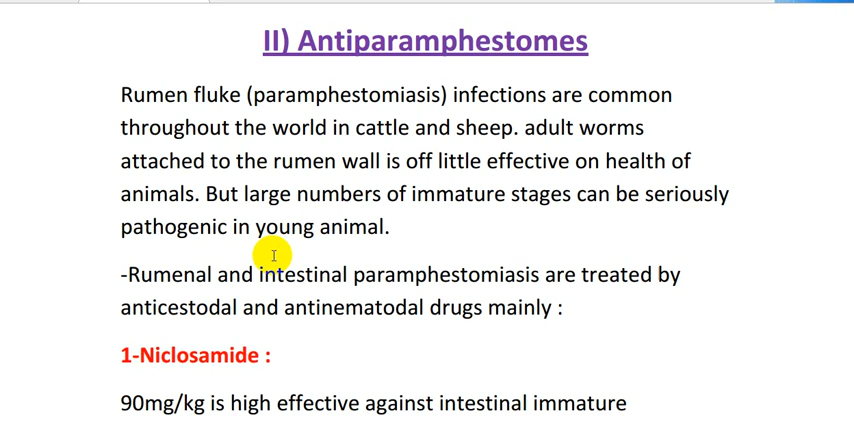 II) Antiparamphestomes
Rumen fluke (paramphestomiasis) infections are common
throughout the world in cattle and sheep. adult worms
attached to the rumen wall is off little effective on health of
animals. But large numbers of immature stages can be seriously
pathogenic in young animal.
-Rumenal and intestinal paramphestomiasis are treated by
anticestodal and antinematodal drugs mainly :
1-Niclosamide :
90mg/kg is high effective against intestinal immature